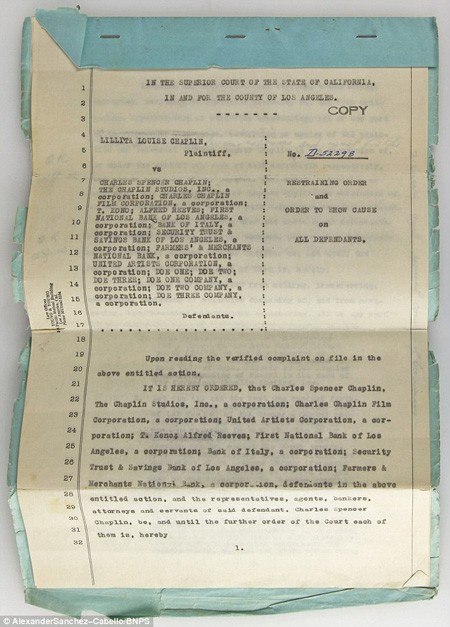 IN THE SUPERIOR COURT OF THE STATE OF CALIFORNIA,
IN AND FOR THE COUNTY OF LOS ANGELES.
- - - - - - -
COPY
LILLITA LOUISE CHAPLIN,
Plaintiff,
vs
CHARLES SPENCER CHAPLIN;
THE CHAPLIN STUDIOS, INC., a
corporation; CHARLES CHAPLIN
FILM CORPORATION, a corporation;
T. KONO; ALFRED REEVES; FIRST
NATIONAL BANK OF LOS ANGELES, a
corporation; BANK OF ITALY, a
corporation; SECURITY TRUST &
SAVINGS BANK OF LOS ANGELES, a
corporation; FARMERS' & MERCHANTS
NATIONAL BANK, a corporation;
UNITED ARTISTS CORPORATION, a
corporation; DOE ONE; DOE TWO;
DOE THREE; DOE ONE COMPANY, a
corporation; DOE TWO COMPANY, a
corporation; DOE THREE COMPANY,
a corporation,
Defendants.
No. D-52298
RESTRAINING ORDER
and
ORDER TO SHOW CAUSE
on
ALL DEFENDANTS.
Upon reading the verified complaint on file in the
above entitled action.
IT IS HEREBY ORDERED, that Charles Spencer Chaplin,
The Chaplin Studios, Inc., a corporation; Charles Chaplin Film
Corporation, a corporation; United Artists Corporation, a cor-
poration; T. Kono; Alfred Reeves; First National Bank of Los
Angeles, a corporation; Bank of Italy, a corporation; Security
Trust & Savings Bank of Los Angeles, a corporation; Farmers &
Merchants National Bank, a corporation, defendants in the above
entitled action, and the representatives, agents, bankers,
attorneys and servants of said defendant, Charles Spencer
Chaplin, be, and until the further order of the Court each of
them is, hereby
1.
1
2
3
4
5
6
7
8
9
10
11
12
13
14
15
16
17
18
19
20
21
22
23
24
25
26
27
28
29
30
31
32
© AlexanderSanchez-Cabello/BNPS